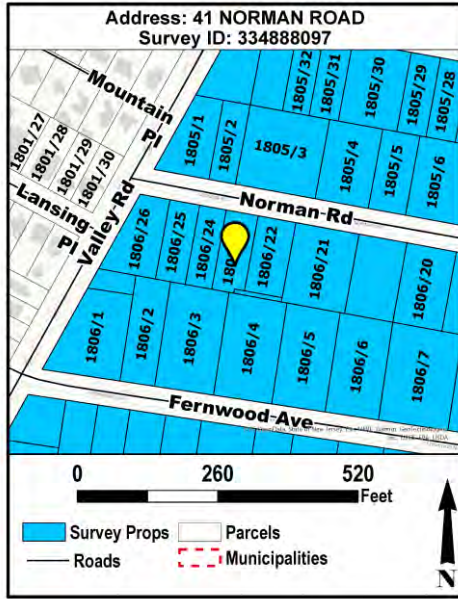 Address: 41 NORMAN ROAD
Survey ID: 334888097
Mountain Pl
1801/27
1801/28
1801/29
1801/30
Lansing Pl
Valley Rd
1805/32
1805/31
1805/30
1805/29
1805/28
1805/1
1805/2
1805/3
1805/4
1805/5
1805/6
Norman Rd
1806/26
1806/25
1806/24
180
1806/22
1806/21
1806/20
1806/1
1806/2
1806/3
1806/4
1806/5
1806/6
1806/7
Fernwood Ave
0 260 520
Feet
Survey Props Parcels
Roads Municipalities
N